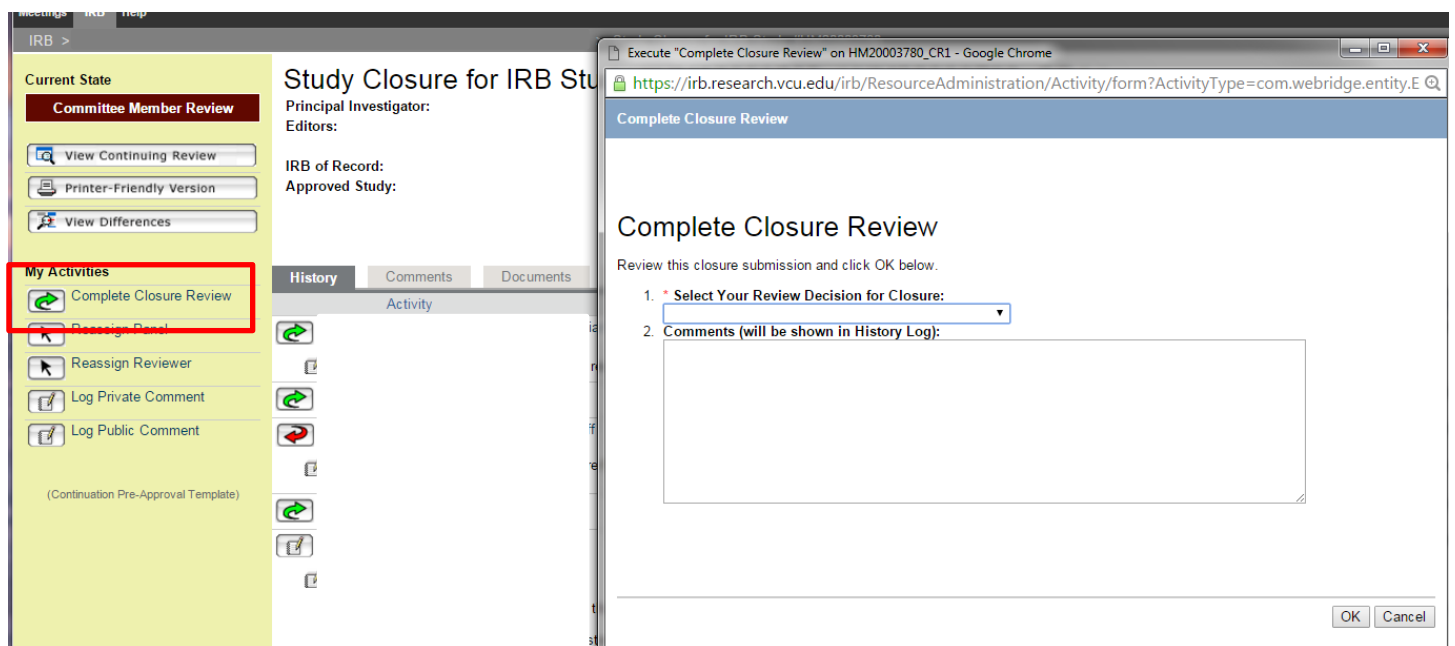 Meetings IRB Help
IRB >
Current State
Committee Member Review
View Continuing Review
Printer-Friendly Version
View Differences
My Activities
Complete Closure Review
Reassign Panel
Reassign Reviewer
Log Private Comment
Log Public Comment
(Continuation Pre-Approval Template)
Study Closure for IRB Stu
Principal Investigator:
Editors:
IRB of Record:
Approved Study:
History Comments Documents
Activity
Execute "Complete Closure Review" on HM20003780_CR1 - Google Chrome
https://irb.research.vcu.edu/irb/ResourceAdministration/Activity/form?ActivityType=com.webridge.entity.E
Complete Closure Review
Complete Closure Review
Review this closure submission and click OK below.
1. * Select Your Review Decision for Closure:
2. Comments (will be shown in History Log):
OK Cancel